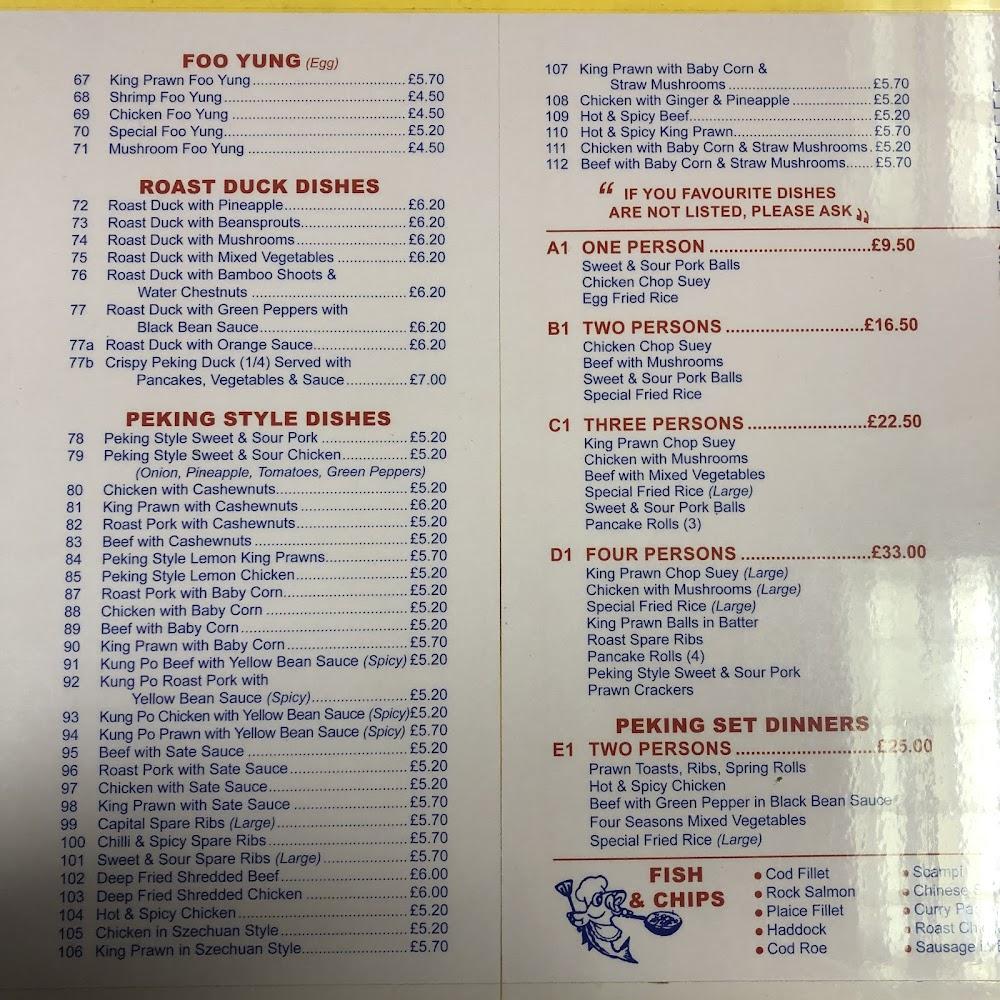 FOO YUNG (Egg)
67 King Prawn Foo Yung ........ £5.70
68 Shrimp Foo Yung ........ £4.50
69 Chicken Foo Yung ........ £4.50
70 Special Foo Yung ........ £5.20
71 Mushroom Foo Yung ........ £4.50
ROAST DUCK DISHES
72 Roast Duck with Pineapple ........ £6.20
73 Roast Duck with Beansprouts ........ £6.20
74 Roast Duck with Mushrooms ........ £6.20
75 Roast Duck with Mixed Vegetables ........ £6.20
76 Roast Duck with Bamboo Shoots &
Water Chestnuts ........ £6.20
77 Roast Duck with Green Peppers with
Black Bean Sauce ........ £6.20
77a Roast Duck with Orange Sauce ........ £6.20
77b Crispy Peking Duck (1/4) Served with
Pancakes, Vegetables & Sauce ........ £7.00
PEKING STYLE DISHES
78 Peking Style Sweet & Sour Pork ........ £5.20
79 Peking Style Sweet & Sour Chicken ........ £5.20
(Onion, Pineapple, Tomatoes, Green Peppers)
80 Chicken with Cashewnuts ........ £5.20
81 King Prawn with Cashewnuts ........ £6.20
82 Roast Pork with Cashewnuts ........ £5.20
83 Beef with Cashewnuts ........ £5.20
84 Peking Style Lemon King Prawns ........ £5.70
85 Peking Style Lemon Chicken ........ £5.20
87 Roast Pork with Baby Corn ........ £5.20
88 Chicken with Baby Corn ........ £5.20
89 Beef with Baby Corn ........ £5.20
90 King Prawn with Baby Corn ........ £5.70
91 Kung Po Beef with Yellow Bean Sauce (Spicy) £5.20
92 Kung Po Roast Pork with
Yellow Bean Sauce (Spicy) ........ £5.20
93 Kung Po Chicken with Yellow Bean Sauce (Spicy) £5.20
94 Kung Po Prawn with Yellow Bean Sauce (Spicy) £5.70
95 Beef with Sate Sauce ........ £5.20
96 Roast Pork with Sate Sauce ........ £5.20
97 Chicken with Sate Sauce ........ £5.20
98 King Prawn with Sate Sauce ........ £5.70
99 Capital Spare Ribs (Large) ........ £5.70
100 Chilli & Spicy Spare Ribs ........ £5.70
101 Sweet & Sour Spare Ribs (Large) ........ £5.70
102 Deep Fried Shredded Beef ........ £6.00
103 Deep Fried Shredded Chicken ........ £6.00
104 Hot & Spicy Chicken ........ £5.20
105 Chicken in Szechuan Style ........ £5.20
106 King Prawn in Szechuan Style ........ £5.70
107 King Prawn with Baby Corn &
Straw Mushrooms ........ £5.70
108 Chicken with Ginger & Pineapple ........ £5.20
109 Hot & Spicy Beef ........ £5.20
110 Hot & Spicy King Prawn ........ £5.70
111 Chicken with Baby Corn & Straw Mushrooms . £5.20
112 Beef with Baby Corn & Straw Mushrooms ....... £5.70
“ IF YOU FAVOURITE DISHES
ARE NOT LISTED, PLEASE ASK „
A1 ONE PERSON ........ £9.50
Sweet & Sour Pork Balls
Chicken Chop Suey
Egg Fried Rice
B1 TWO PERSONS ........ £16.50
Chicken Chop Suey
Beef with Mushrooms
Sweet & Sour Pork Balls
Special Fried Rice
C1 THREE PERSONS ........ £22.50
King Prawn Chop Suey
Chicken with Mushrooms
Beef with Mixed Vegetables
Special Fried Rice (Large)
Sweet & Sour Pork Balls
Pancake Rolls (3)
D1 FOUR PERSONS ........ £33.00
King Prawn Chop Suey (Large)
Chicken with Mushrooms (Large)
Special Fried Rice (Large)
King Prawn Balls in Batter
Roast Spare Ribs
Pancake Rolls (4)
Peking Style Sweet & Sour Pork
Prawn Crackers
PEKING SET DINNERS
E1 TWO PERSONS ........ £25.00
Prawn Toasts, Ribs, Spring Rolls
Hot & Spicy Chicken
Beef with Green Pepper in Black Bean Sauce
Four Seasons Mixed Vegetables
Special Fried Rice (Large)
FISH
& CHIPS
• Cod Fillet
• Rock Salmon
• Plaice Fillet
• Haddock
• Cod Roe
• Scampi
• Chinese
• Curry
• Roast
• Sausage